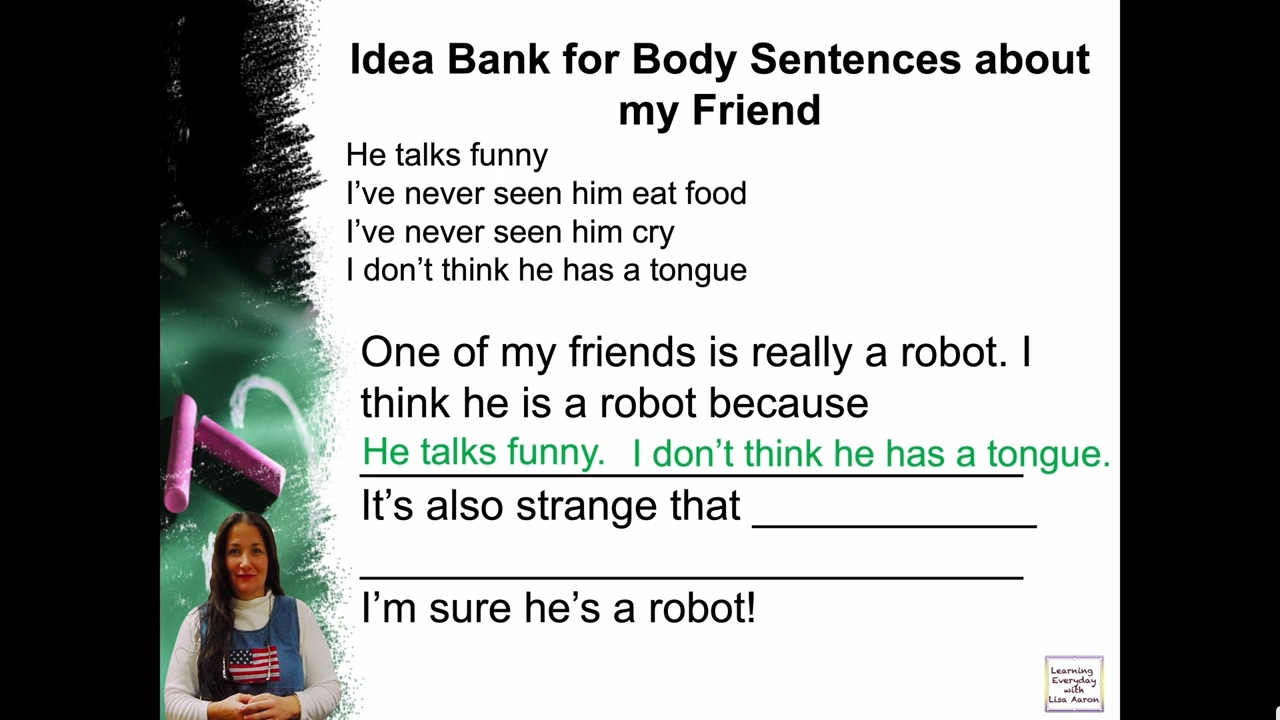 Idea Bank for Body Sentences about
my Friend
He talks funny
I’ve never seen him eat food
I’ve never seen him cry
I don’t think he has a tongue
One of my friends is really a robot. I
think he is a robot because
He talks funny. I don’t think he has a tongue.
It’s also strange that ____________
____________________________
I’m sure he’s a robot!
Learning
Everyday
with
Lisa Aaron